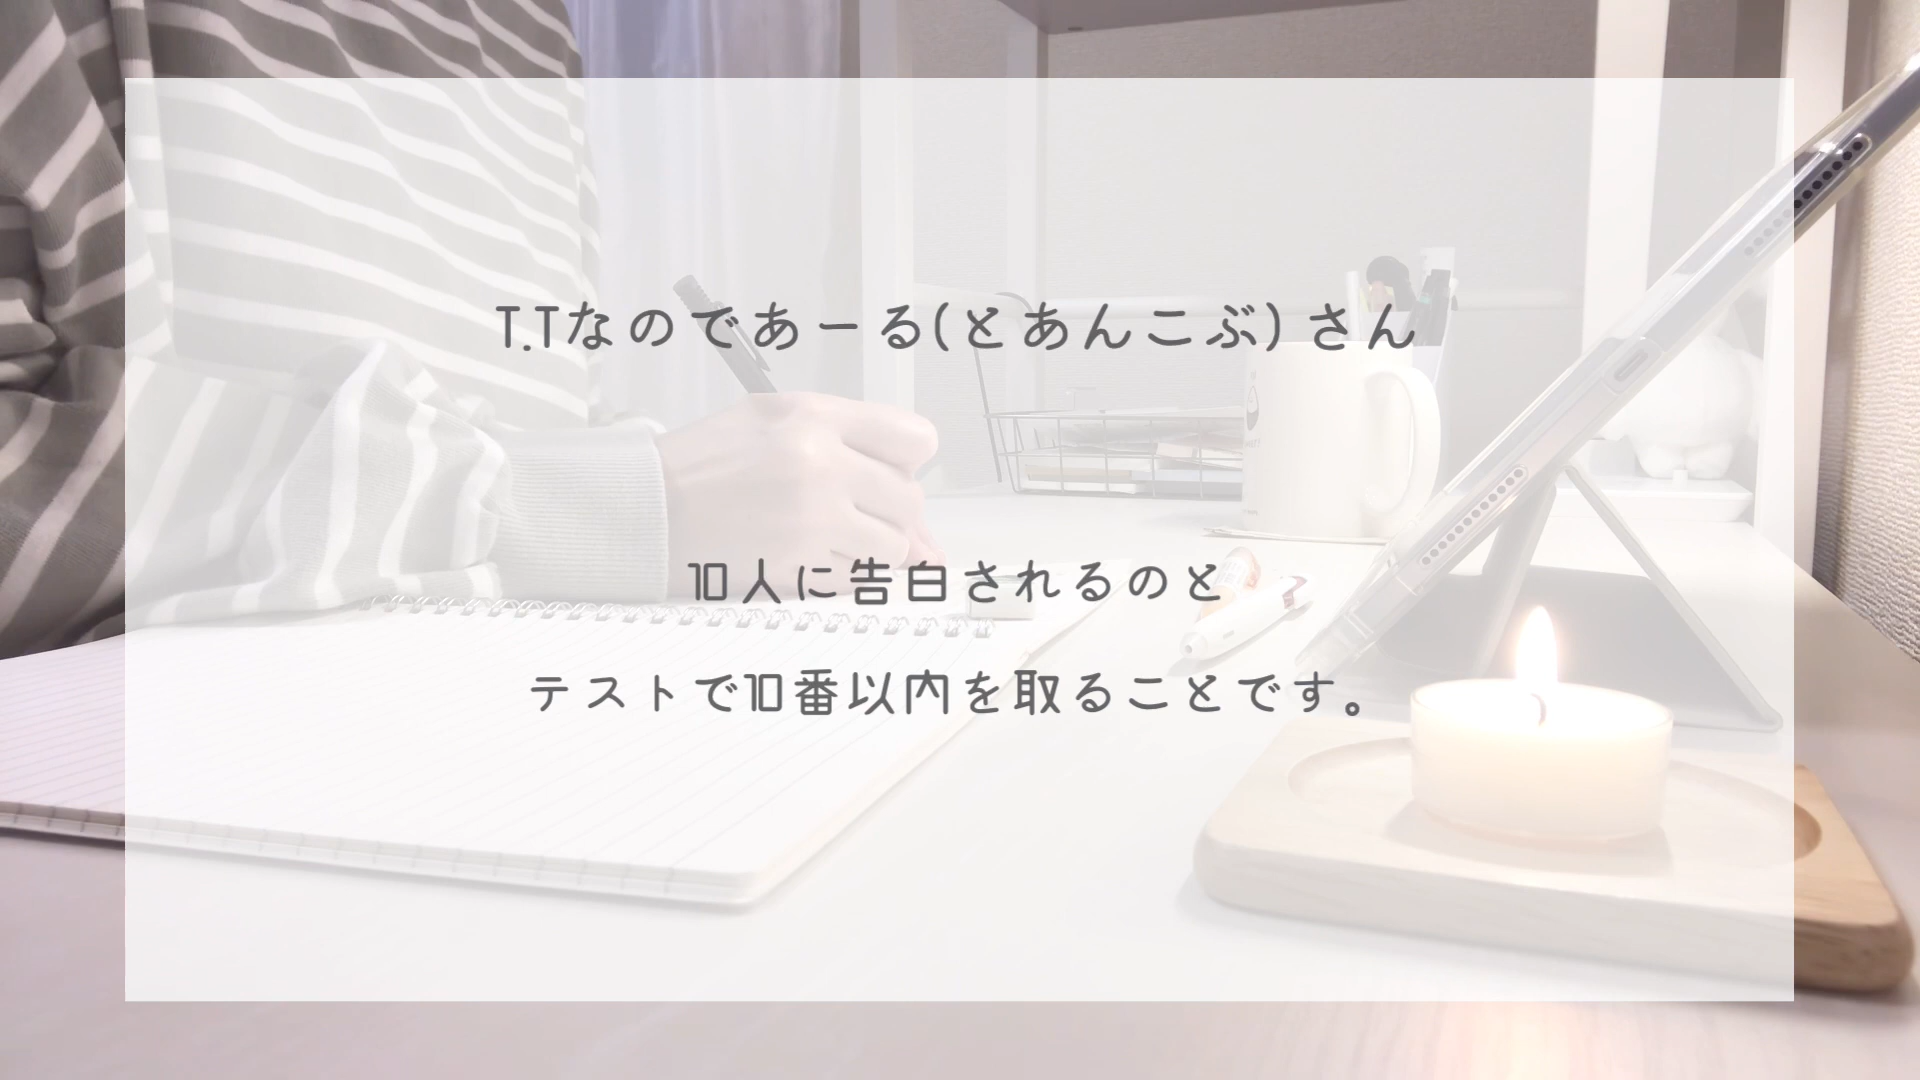 T.Tなのであーる(とあんこぶ)さん
10人に告白されるのと
テストで10番以内を取ることです。